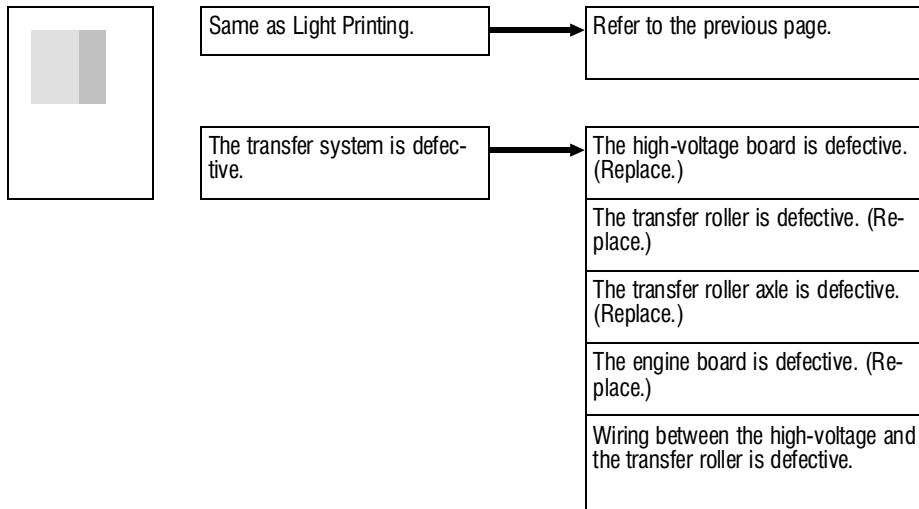 Same as Light Printing.
Refer to the previous page.
The transfer system is defec-
tive.
The high-voltage board is defective.
(Replace.)
The transfer roller is defective. (Re-
place.)
The transfer roller axle is defective.
(Replace.)
The engine board is defective. (Re-
place.)
Wiring between the high-voltage and
the transfer roller is defective.